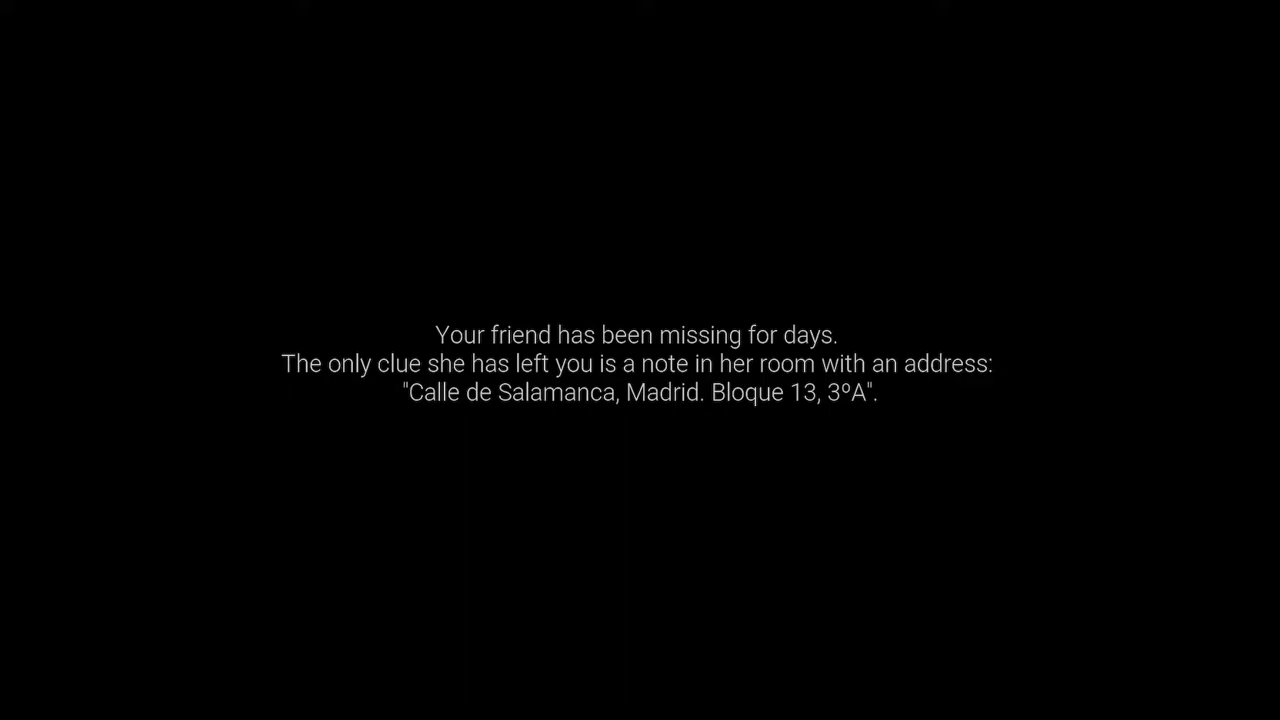 Your friend has been missing for days.
The only clue she has left you is a note in her room with an address:
"Calle de Salamanca, Madrid. Bloque 13, 3ºA".